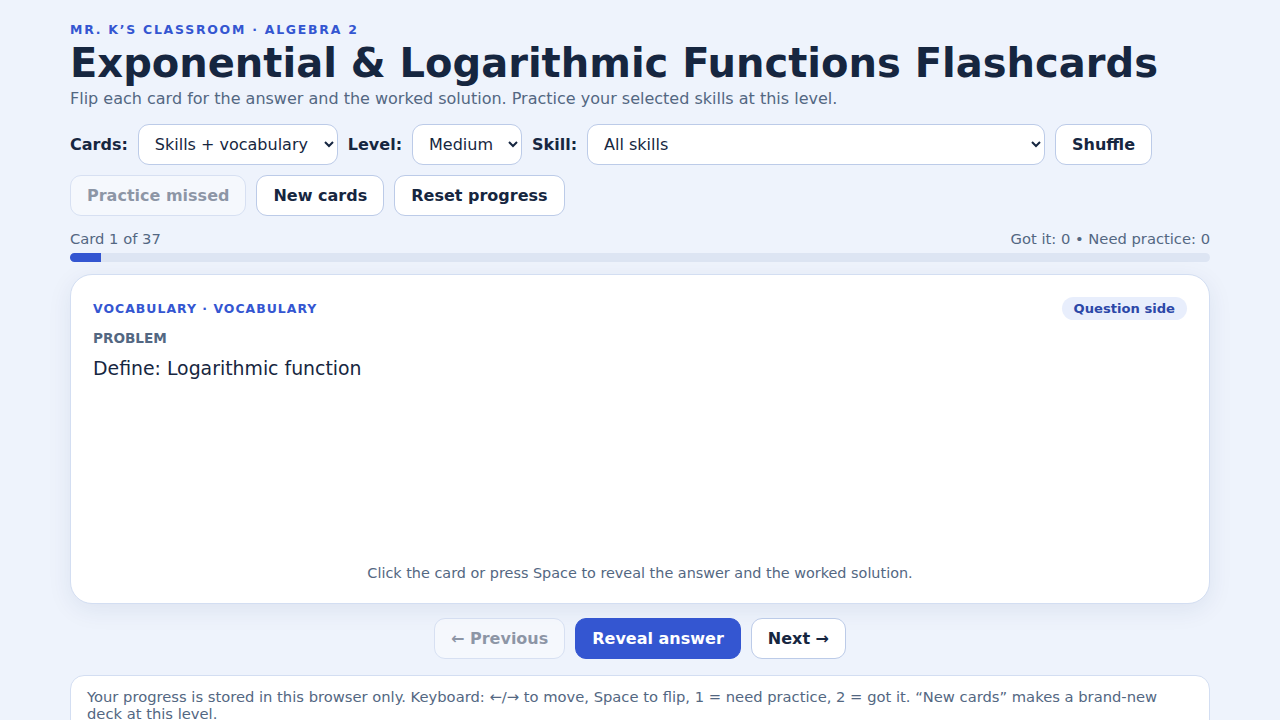 MR. K’S CLASSROOM · ALGEBRA 2
Exponential & Logarithmic Functions Flashcards
Flip each card for the answer and the worked solution. Practice your selected skills at this level.
Cards: Skills + vocabulary Level: Medium Skill: All skills Shuffle
Practice missed New cards Reset progress
Card 1 of 37 Got it: 0 • Need practice: 0
VOCABULARY · VOCABULARY Question side
PROBLEM
Define: Logarithmic function
Click the card or press Space to reveal the answer and the worked solution.
← Previous Reveal answer Next →
Your progress is stored in this browser only. Keyboard: ←/→ to move, Space to flip, 1 = need practice, 2 = got it. “New cards” makes a brand-new
deck at this level.